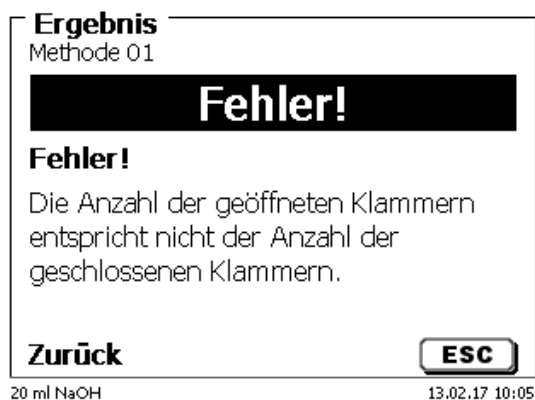 Ergebnis
Methode 01
Fehler!
Fehler!
Die Anzahl der geöffneten Klammern
entspricht nicht der Anzahl der
geschlossenen Klammern.
Zurück ESC
20 ml NaOH 13.02.17 10:05